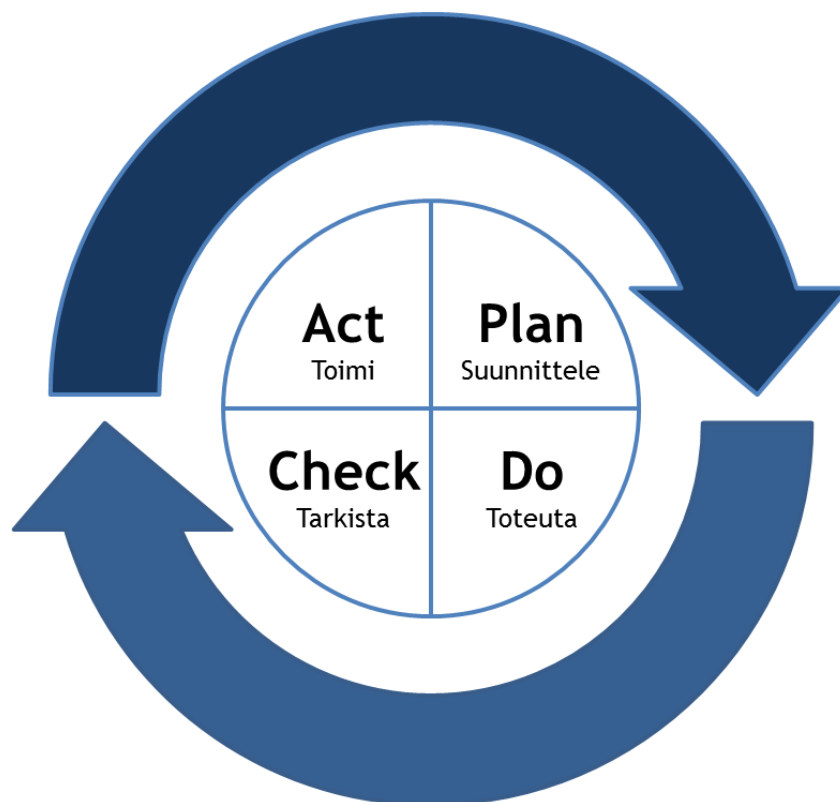 Act
Toimi
Plan
Suunnittele
Check
Tarkista
Do
Toteuta